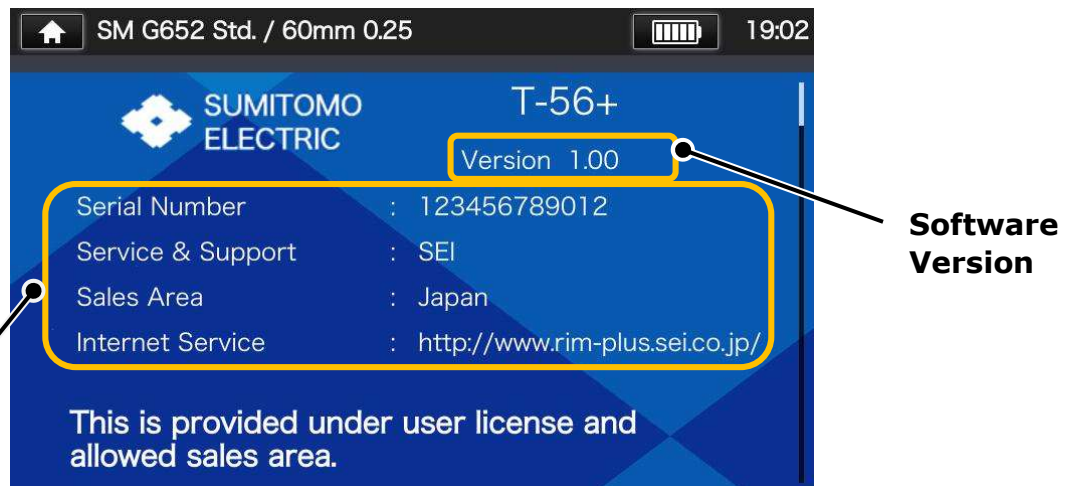 SM G652 Std. / 60mm 0.25 19:02
SUMITOMO
ELECTRIC
T-56+
Version 1.00
Serial Number : 123456789012
Service & Support : SEI
Sales Area : Japan
Internet Service : http://www.rim-plus.sei.co.jp/
This is provided under user license and
allowed sales area.
Software
Version